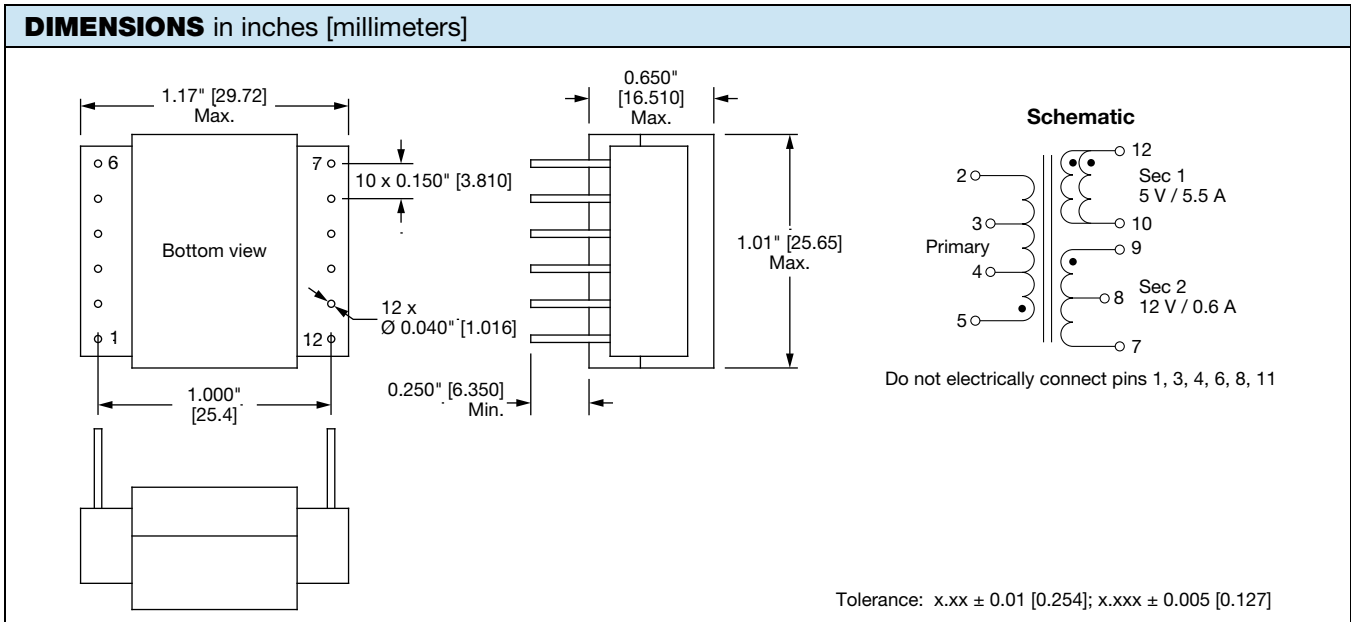 DIMENSIONS in inches [millimeters]
1.17" [29.72]
Max.
6
7
10 x 0.150" [3.810]
Bottom view
12 x
Ø 0.040" [1.016]
1
12
1.000"
[25.4]
0.650"
[16.510]
Max.
1.01" [25.65]
Max.
0.250" [6.350]
Min.
Schematic
2
3
Primary
4
5
12
Sec 1
5 V / 5.5 A
10
9
Sec 2
8
12 V / 0.6 A
7
Do not electrically connect pins 1, 3, 4, 6, 8, 11
Tolerance: x.xx ± 0.01 [0.254]; x.xxx ± 0.005 [0.127]